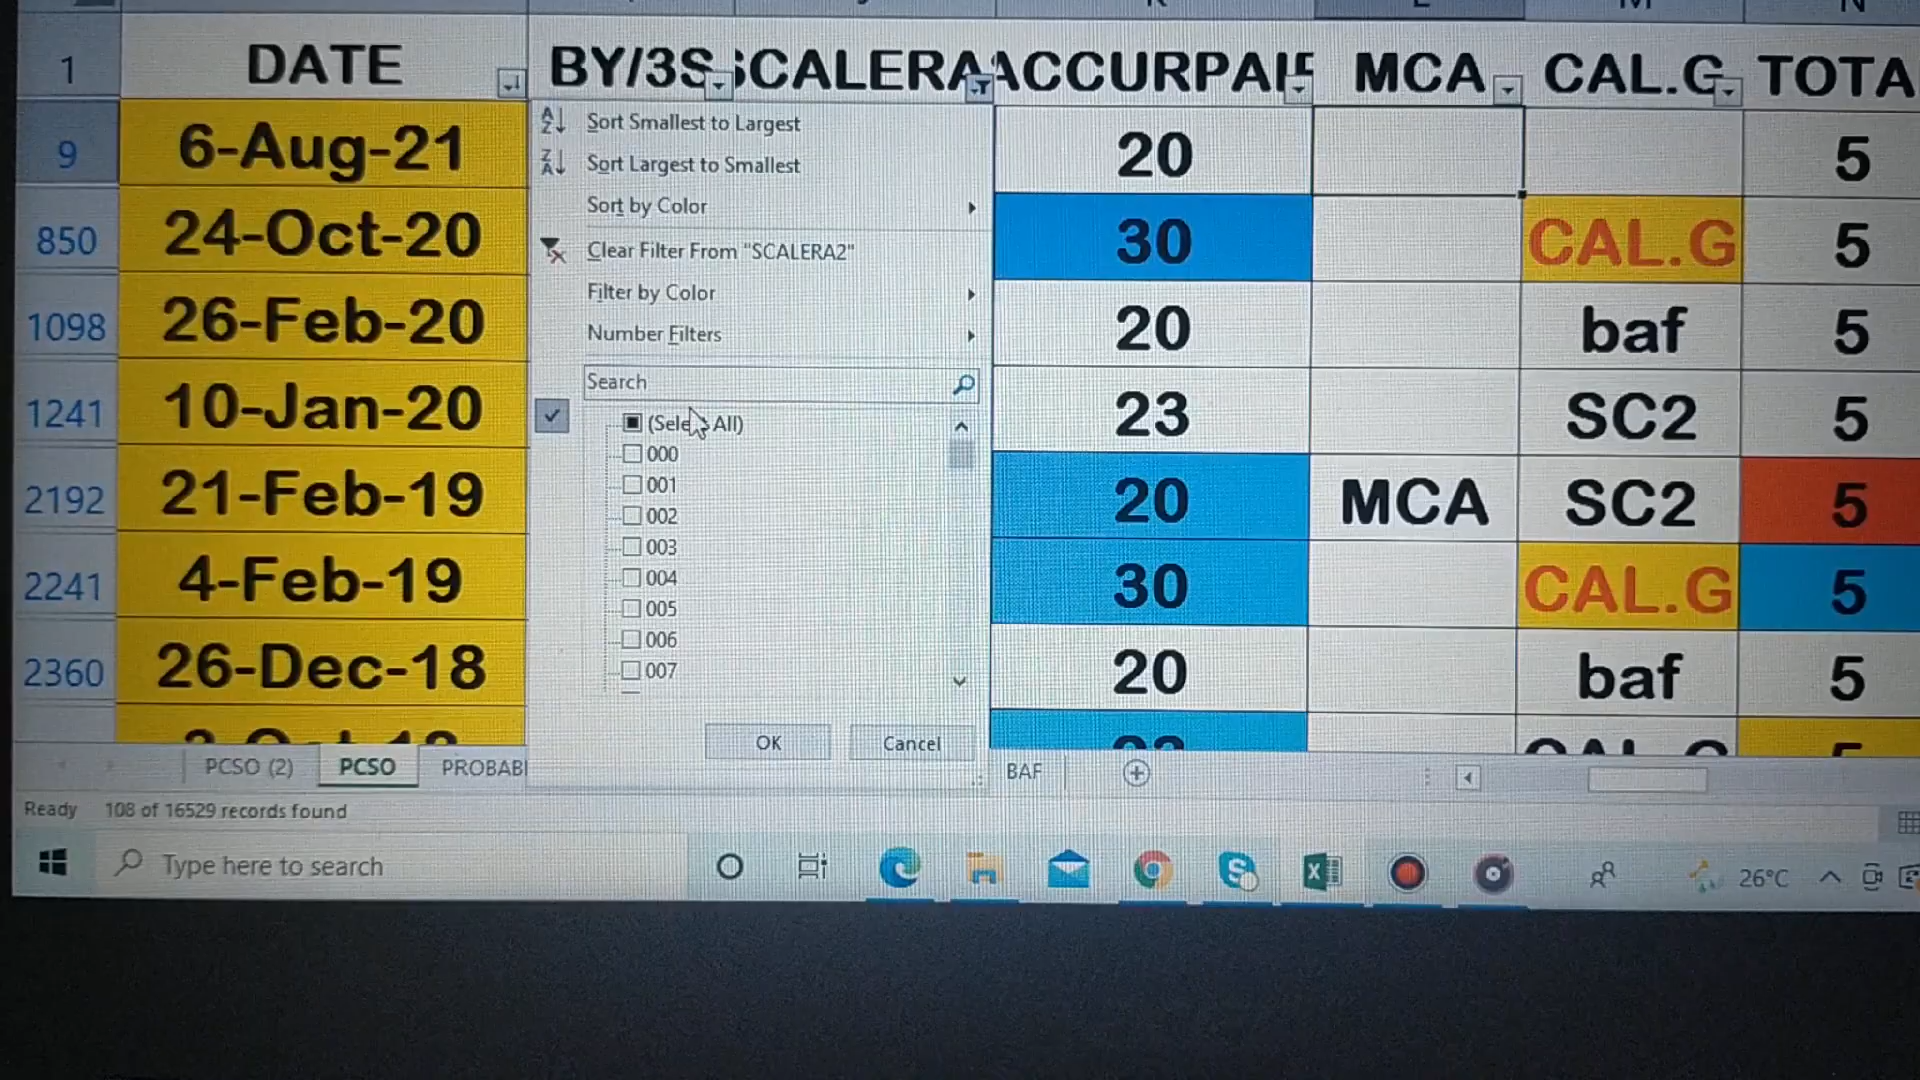 1 DATE BY/3S SCALERA ACCURPAIF MCA CAL.G TOTA
9 6-Aug-21 20 5
850 24-Oct-20 30 CAL.G 5
1098 26-Feb-20 20 baf 5
1241 10-Jan-20 23 SC2 5
2192 21-Feb-19 20 MCA SC2 5
2241 4-Feb-19 30 CAL.G 5
2360 26-Dec-18 20 baf 5
Sort Smallest to Largest
Sort Largest to Smallest
Sort by Color
Clear Filter From "SCALERA2"
Filter by Color
Number Filters
Search
(Select All)
000
001
002
003
004
005
006
007
OK Cancel
PCSO (2) PCSO PROBABI BAF
Ready 108 of 16529 records found
Type here to search 26°C